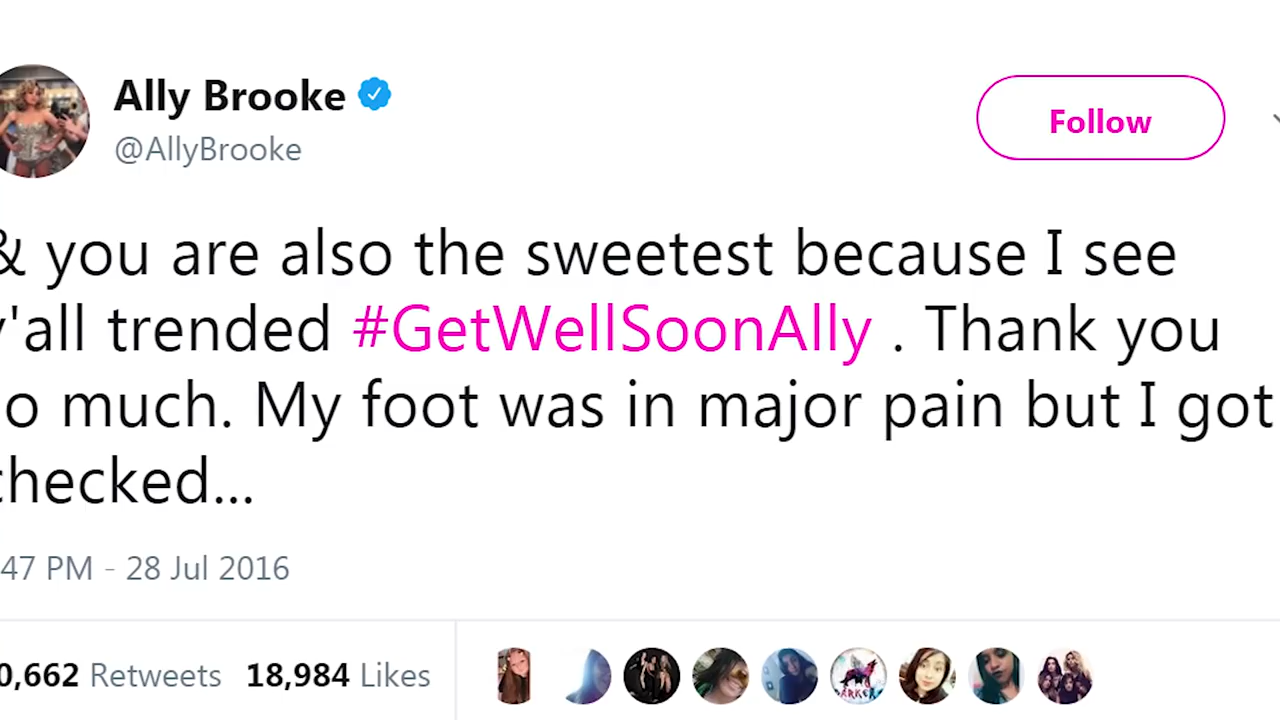 Ally Brooke
@AllyBrooke
Follow
& you are also the sweetest because I see
y'all trended #GetWellSoonAlly . Thank you
o much. My foot was in major pain but I got
checked...
47 PM - 28 Jul 2016
0,662 Retweets 18,984 Likes